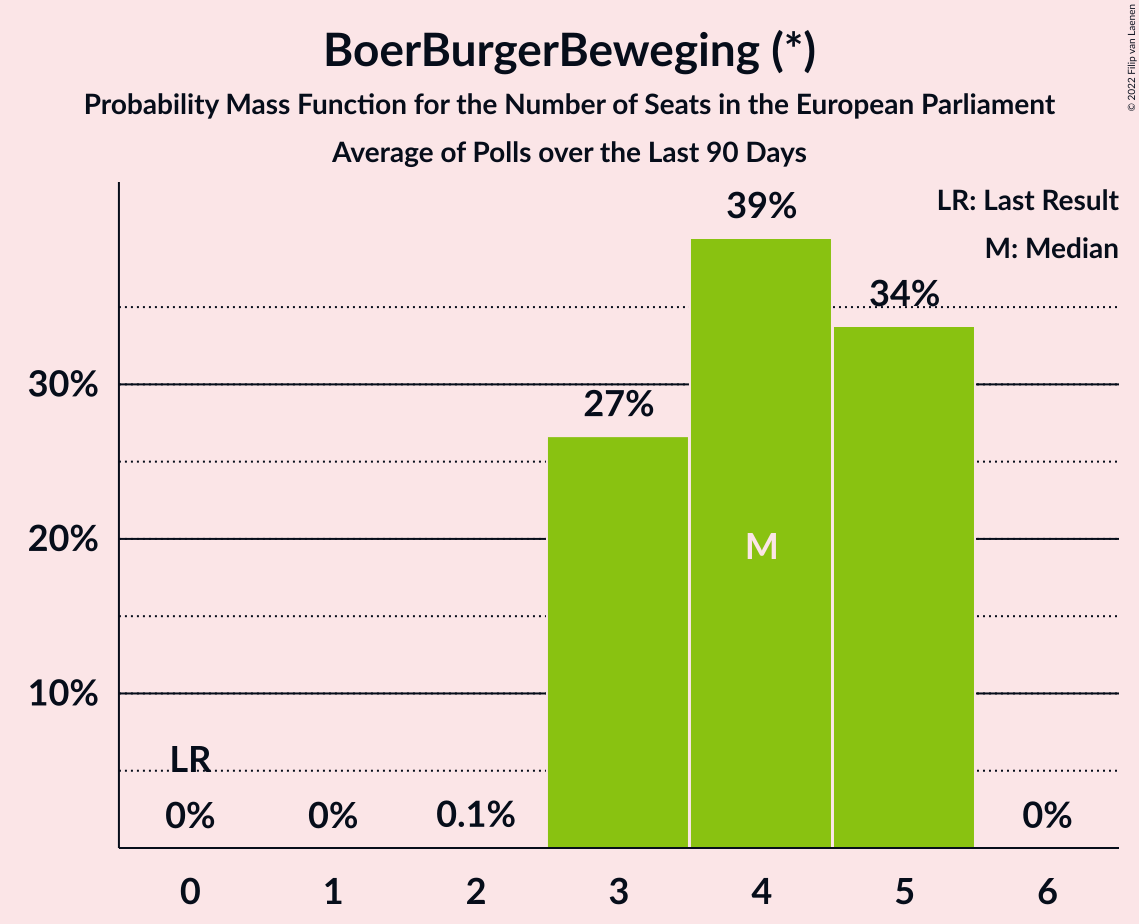 BoerBurgerBeweging (*)
Probability Mass Function for the Number of Seats in the European Parliament
Average of Polls over the Last 90 Days
© 2022 Filip van Laenen
LR: Last Result
M: Median
39%
34%
30%
27%
20%
M
10%
LR
0% 0% 0.1% 0%
0 1 2 3 4 5 6